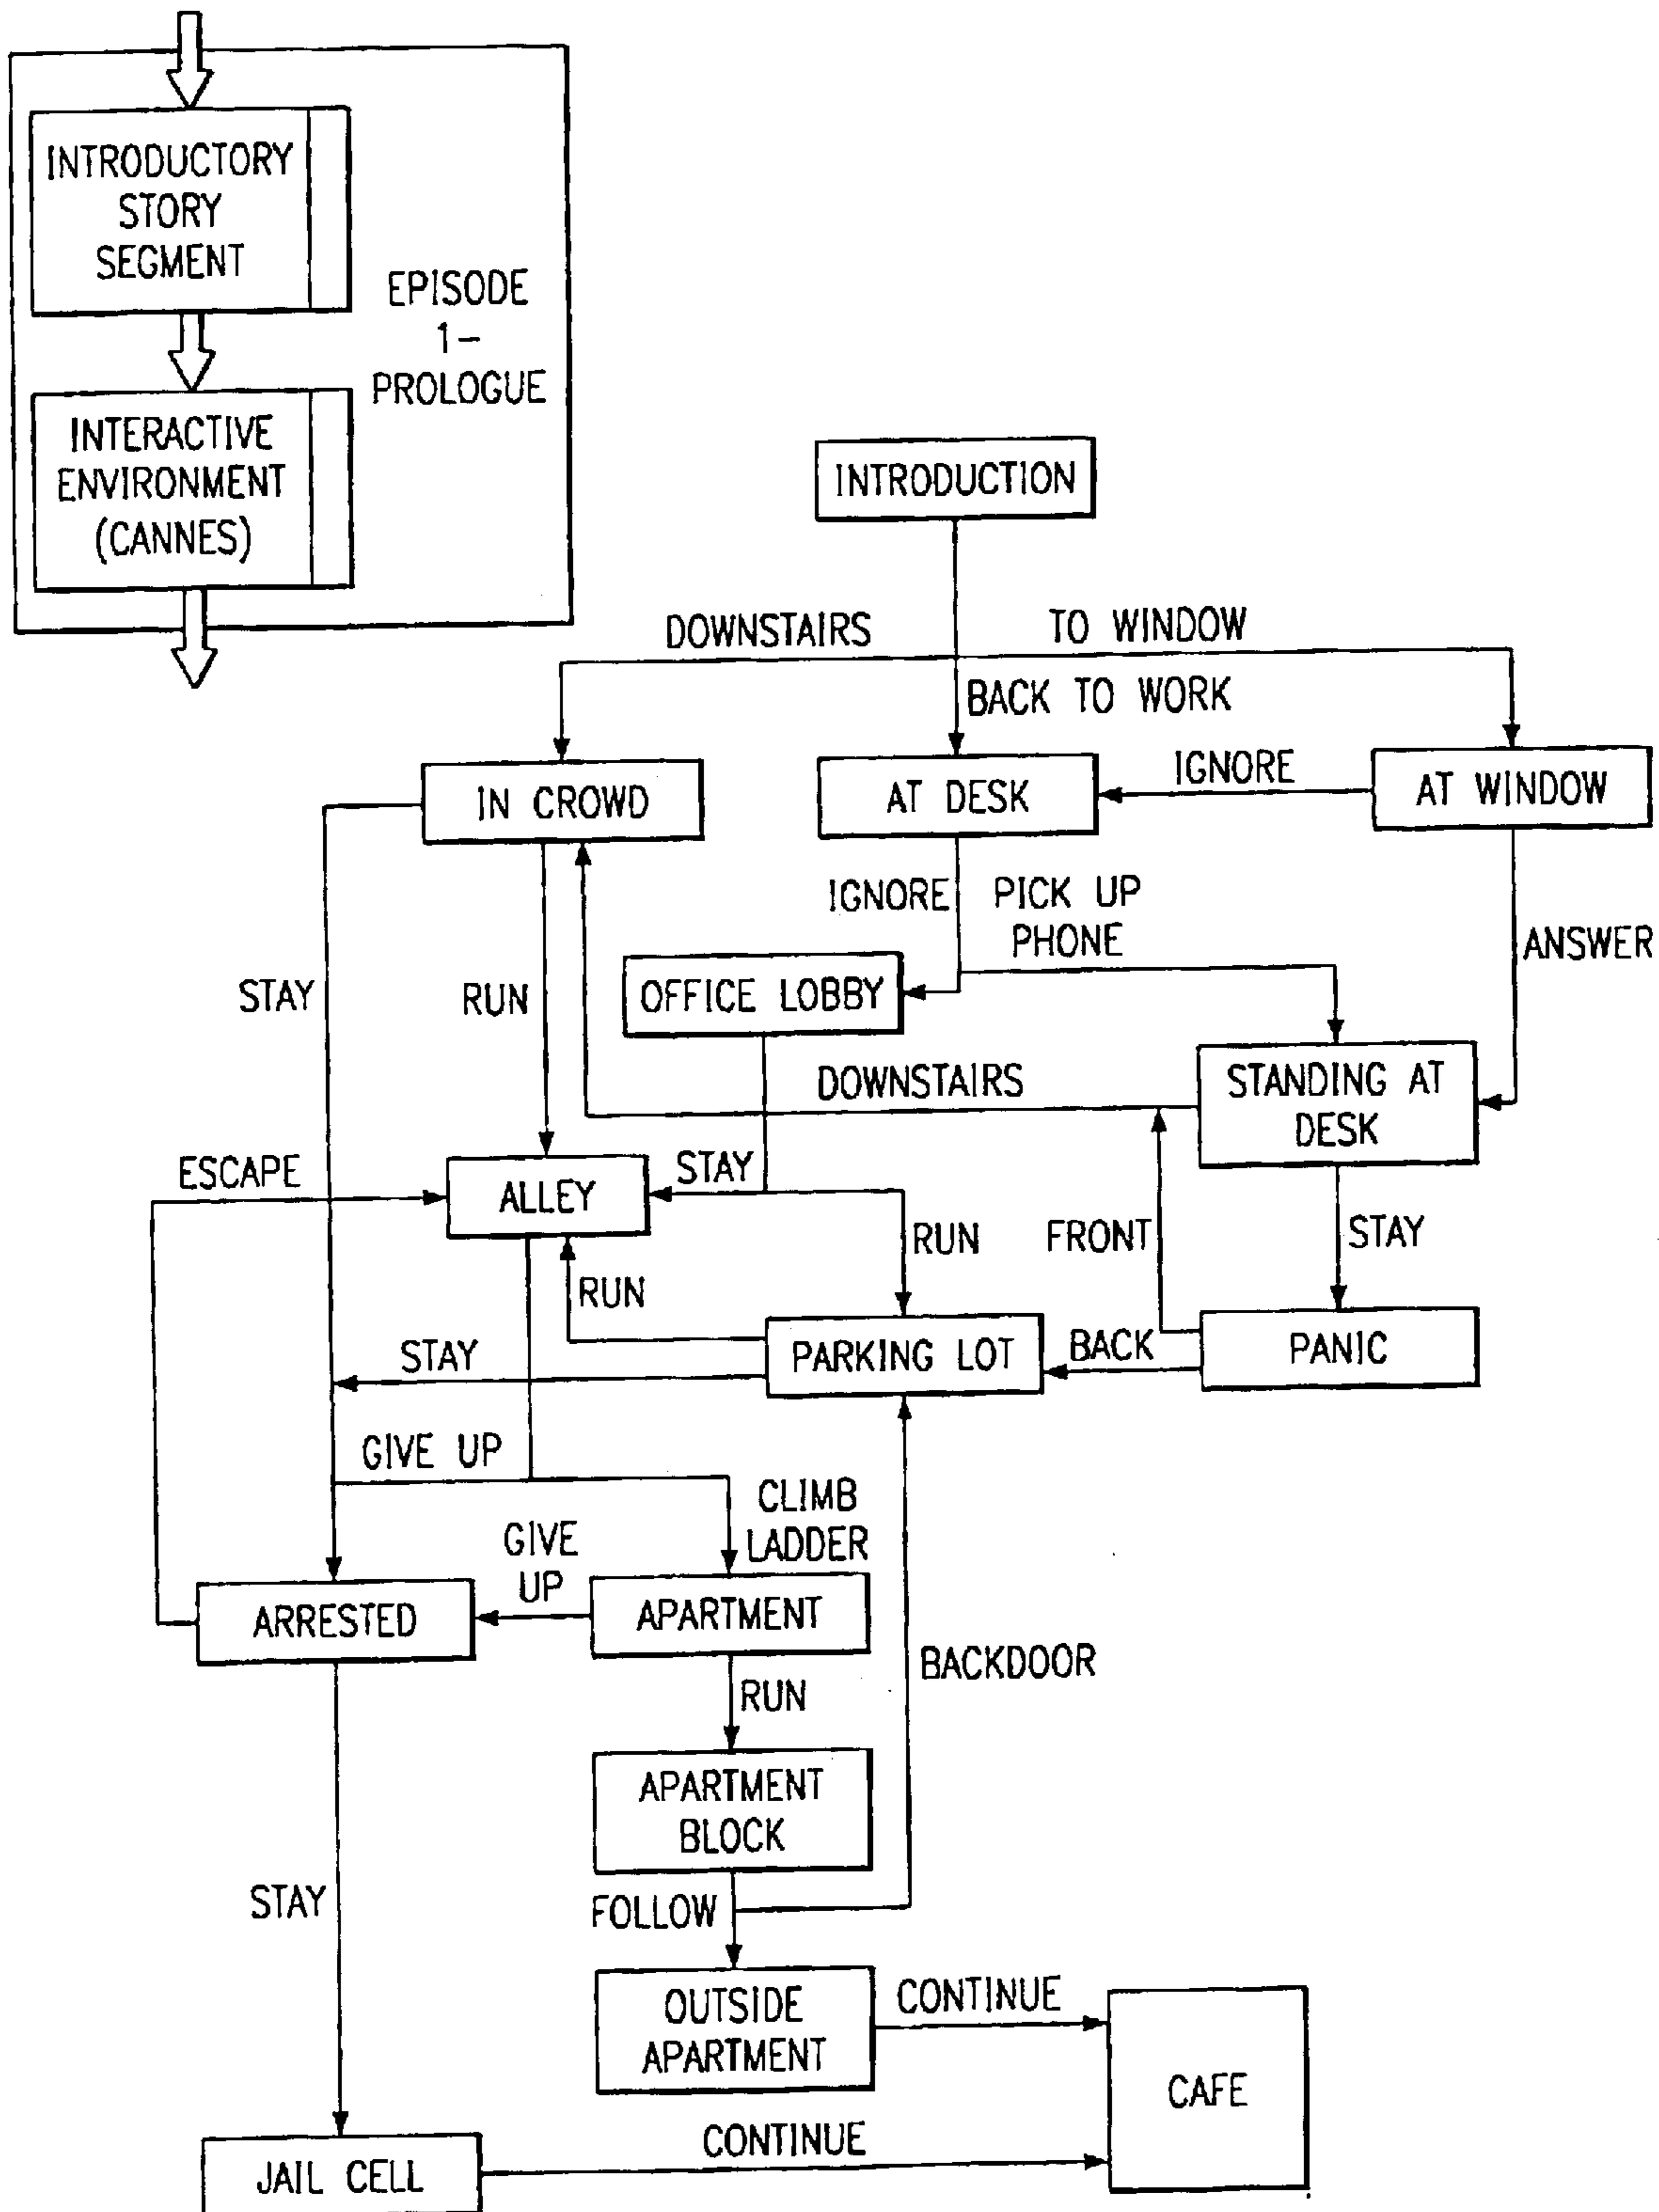 INTRODUCTORY
STORY
SEGMENT
EPISODE
1-
PROLOGUE
INTERACTIVE
ENVIRONMENT
(CANNES)
INTRODUCTION
DOWNSTAIRS
TO WINDOW
BACK TO WORK
IN CROWD
AT DESK
IGNORE
AT WINDOW
IGNORE
PICK UP
PHONE
ANSWER
STAY
RUN
OFFICE LOBBY
DOWNSTAIRS
STANDING AT
DESK
ESCAPE
ALLEY
STAY
RUN
FRONT
STAY
RUN
STAY
PARKING LOT
BACK
PANIC
GIVE UP
CLIMB
LADDER
GIVE
UP
ARRESTED
APARTMENT
BACKDOOR
RUN
APARTMENT
BLOCK
STAY
FOLLOW
OUTSIDE
APARTMENT
CONTINUE
CAFE
CONTINUE
JAIL CELL